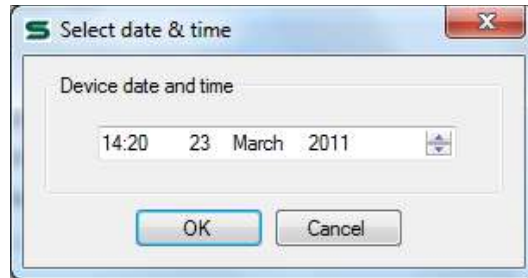 Select date & time
Device date and time
14:20 23 March 2011
OK Cancel